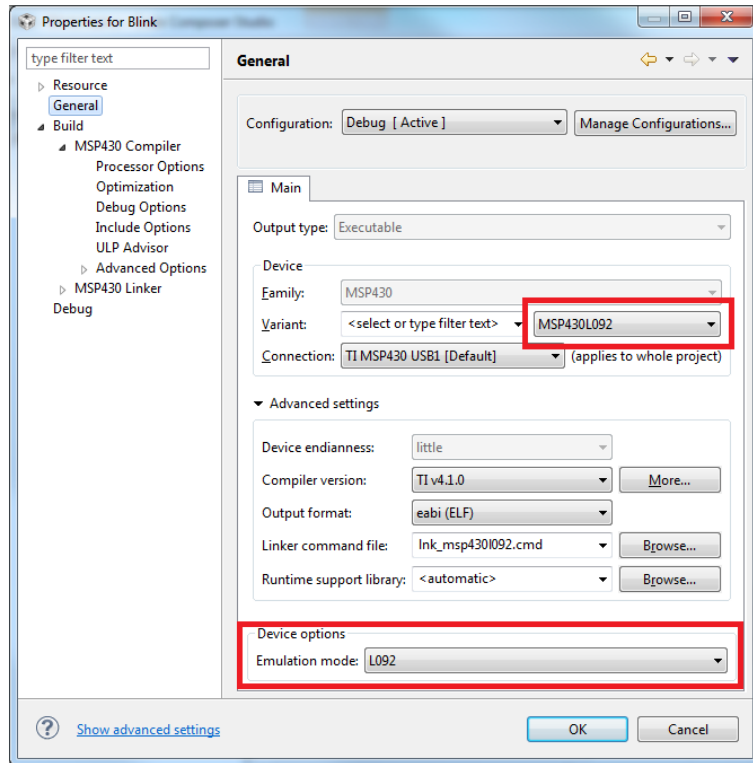 Properties for Blink
type filter text
Resource
General
Build
MSP430 Compiler
Processor Options
Optimization
Debug Options
Include Options
ULP Advisor
Advanced Options
MSP430 Linker
Debug
General
Configuration: Debug [ Active ] Manage Configurations...
Main
Output type: Executable
Device
Family: MSP430
Variant: <select or type filter text> MSP430L092
Connection: TI MSP430 USB1 [Default] (applies to whole project)
Advanced settings
Device endianness: little
Compiler version: TI v4.1.0 More...
Output format: eabi (ELF)
Linker command file: lnk_msp430l092.cmd Browse...
Runtime support library: <automatic> Browse...
Device options
Emulation mode: L092
? Show advanced settings OK Cancel